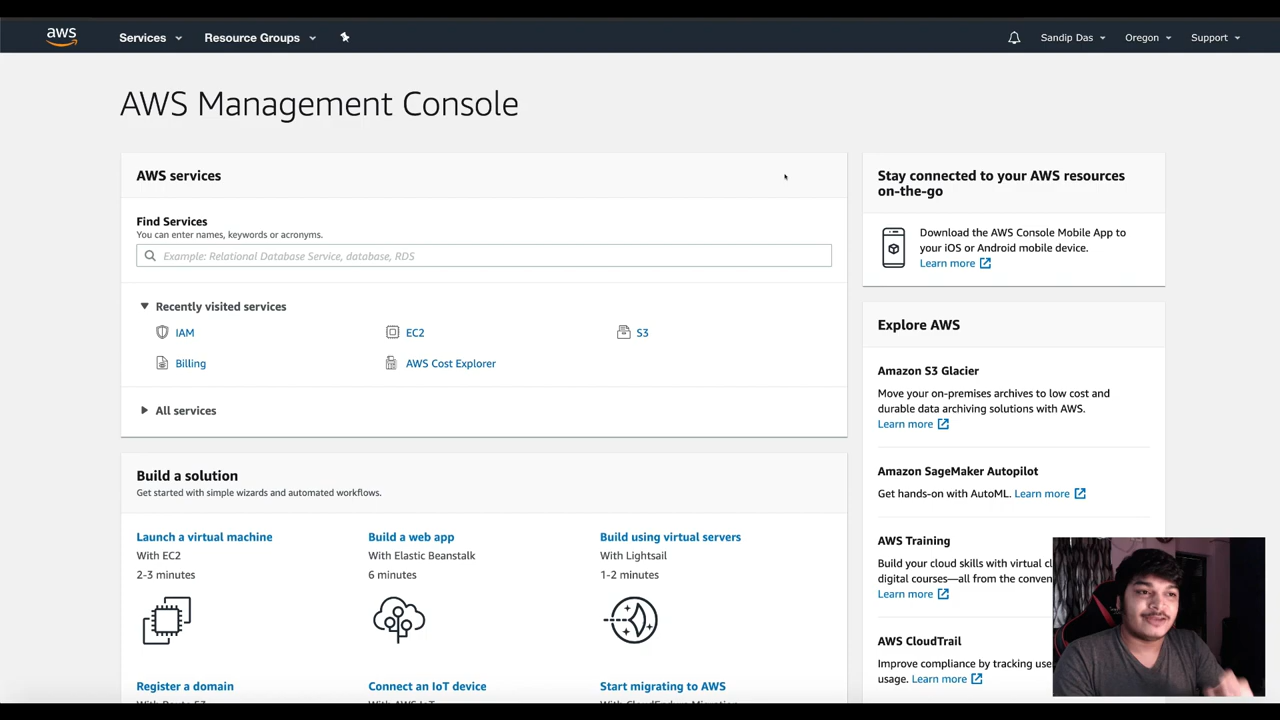 aws
Services
Resource Groups
Sandip Das
Oregon
Support
AWS Management Console
AWS services
Find Services
You can enter names, keywords or acronyms.
Example: Relational Database Service, database, RDS
Recently visited services
IAM
EC2
S3
Billing
AWS Cost Explorer
All services
Build a solution
Get started with simple wizards and automated workflows.
Launch a virtual machine
With EC2
2-3 minutes
Build a web app
With Elastic Beanstalk
6 minutes
Build using virtual servers
With Lightsail
1-2 minutes
Register a domain
Connect an IoT device
Start migrating to AWS
Stay connected to your AWS resources
on-the-go
Download the AWS Console Mobile App to
your iOS or Android mobile device.
Learn more
Explore AWS
Amazon S3 Glacier
Move your on-premises archives to low cost and
durable data archiving solutions with AWS.
Learn more
Amazon SageMaker Autopilot
Get hands-on with AutoML. Learn more
AWS Training
Build your cloud skills with virtual
digital courses—all from the
Learn more
AWS CloudTrail
Improve compliance by tracking
usage. Learn more